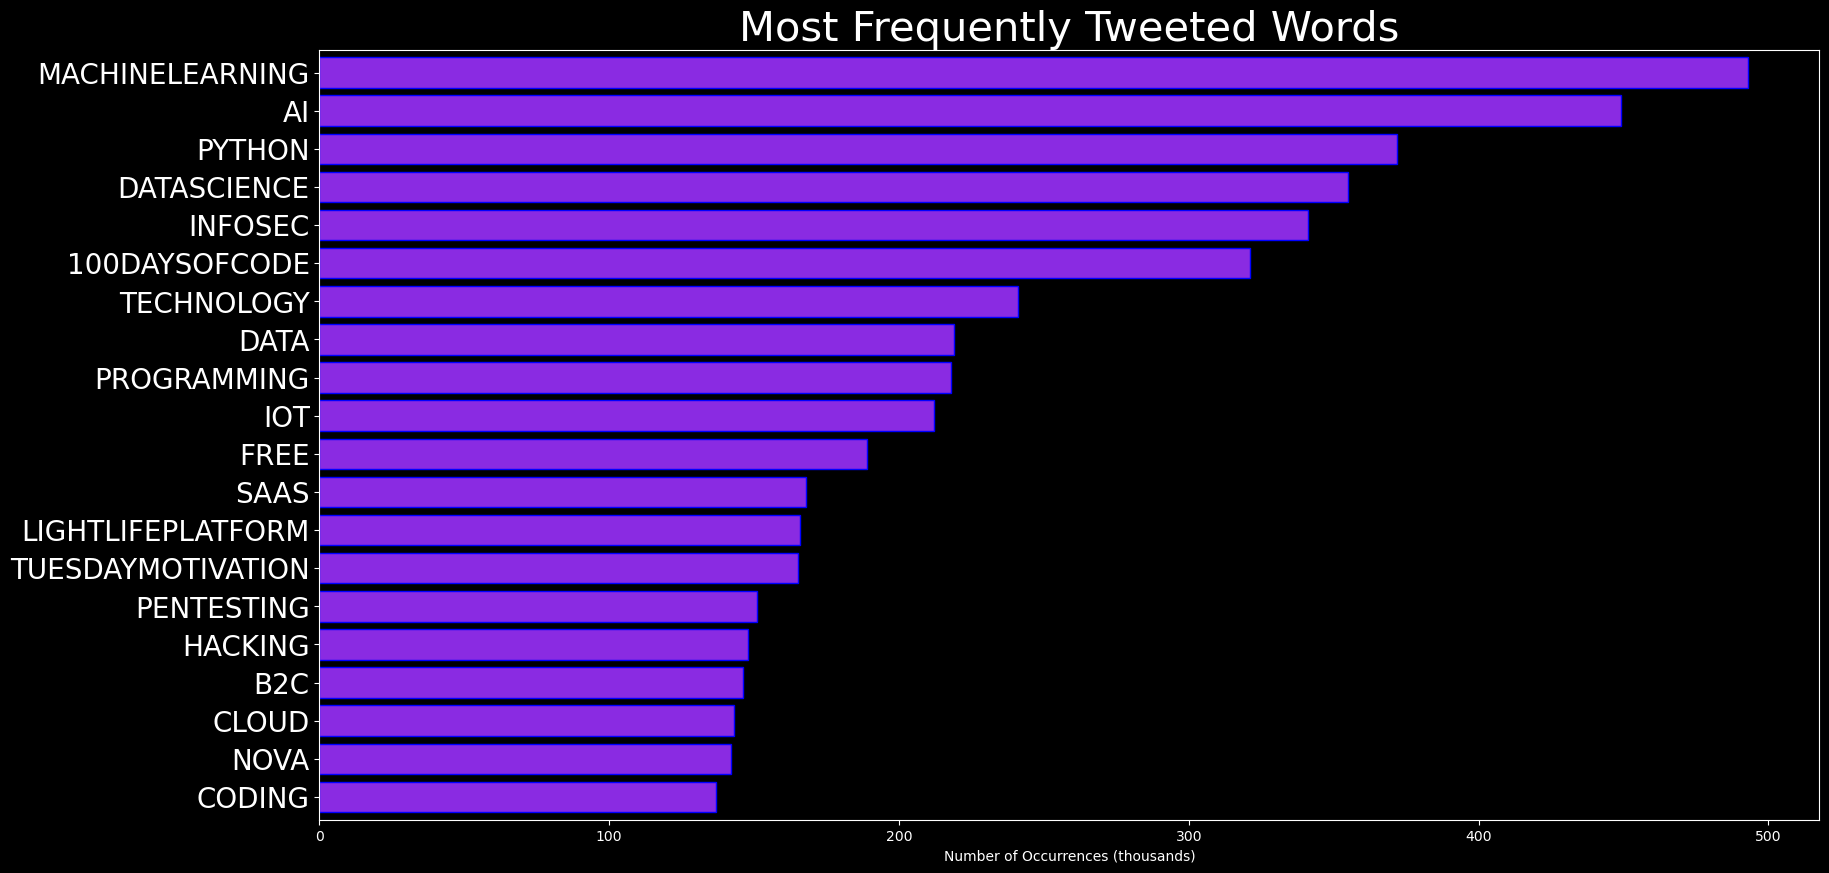 Most Frequently Tweeted Words
MACHINELEARNING
AI
PYTHON
DATASCIENCE
INFOSEC
100DAYSOFCODE
TECHNOLOGY
DATA
PROGRAMMING
IOT
FREE
SAAS
LIGHTLIFEPLATFORM
TUESDAYMOTIVATION
PENTESTING
HACKING
B2C
CLOUD
NOVA
CODING
0 100 200 300 400 500
Number of Occurrences (thousands)